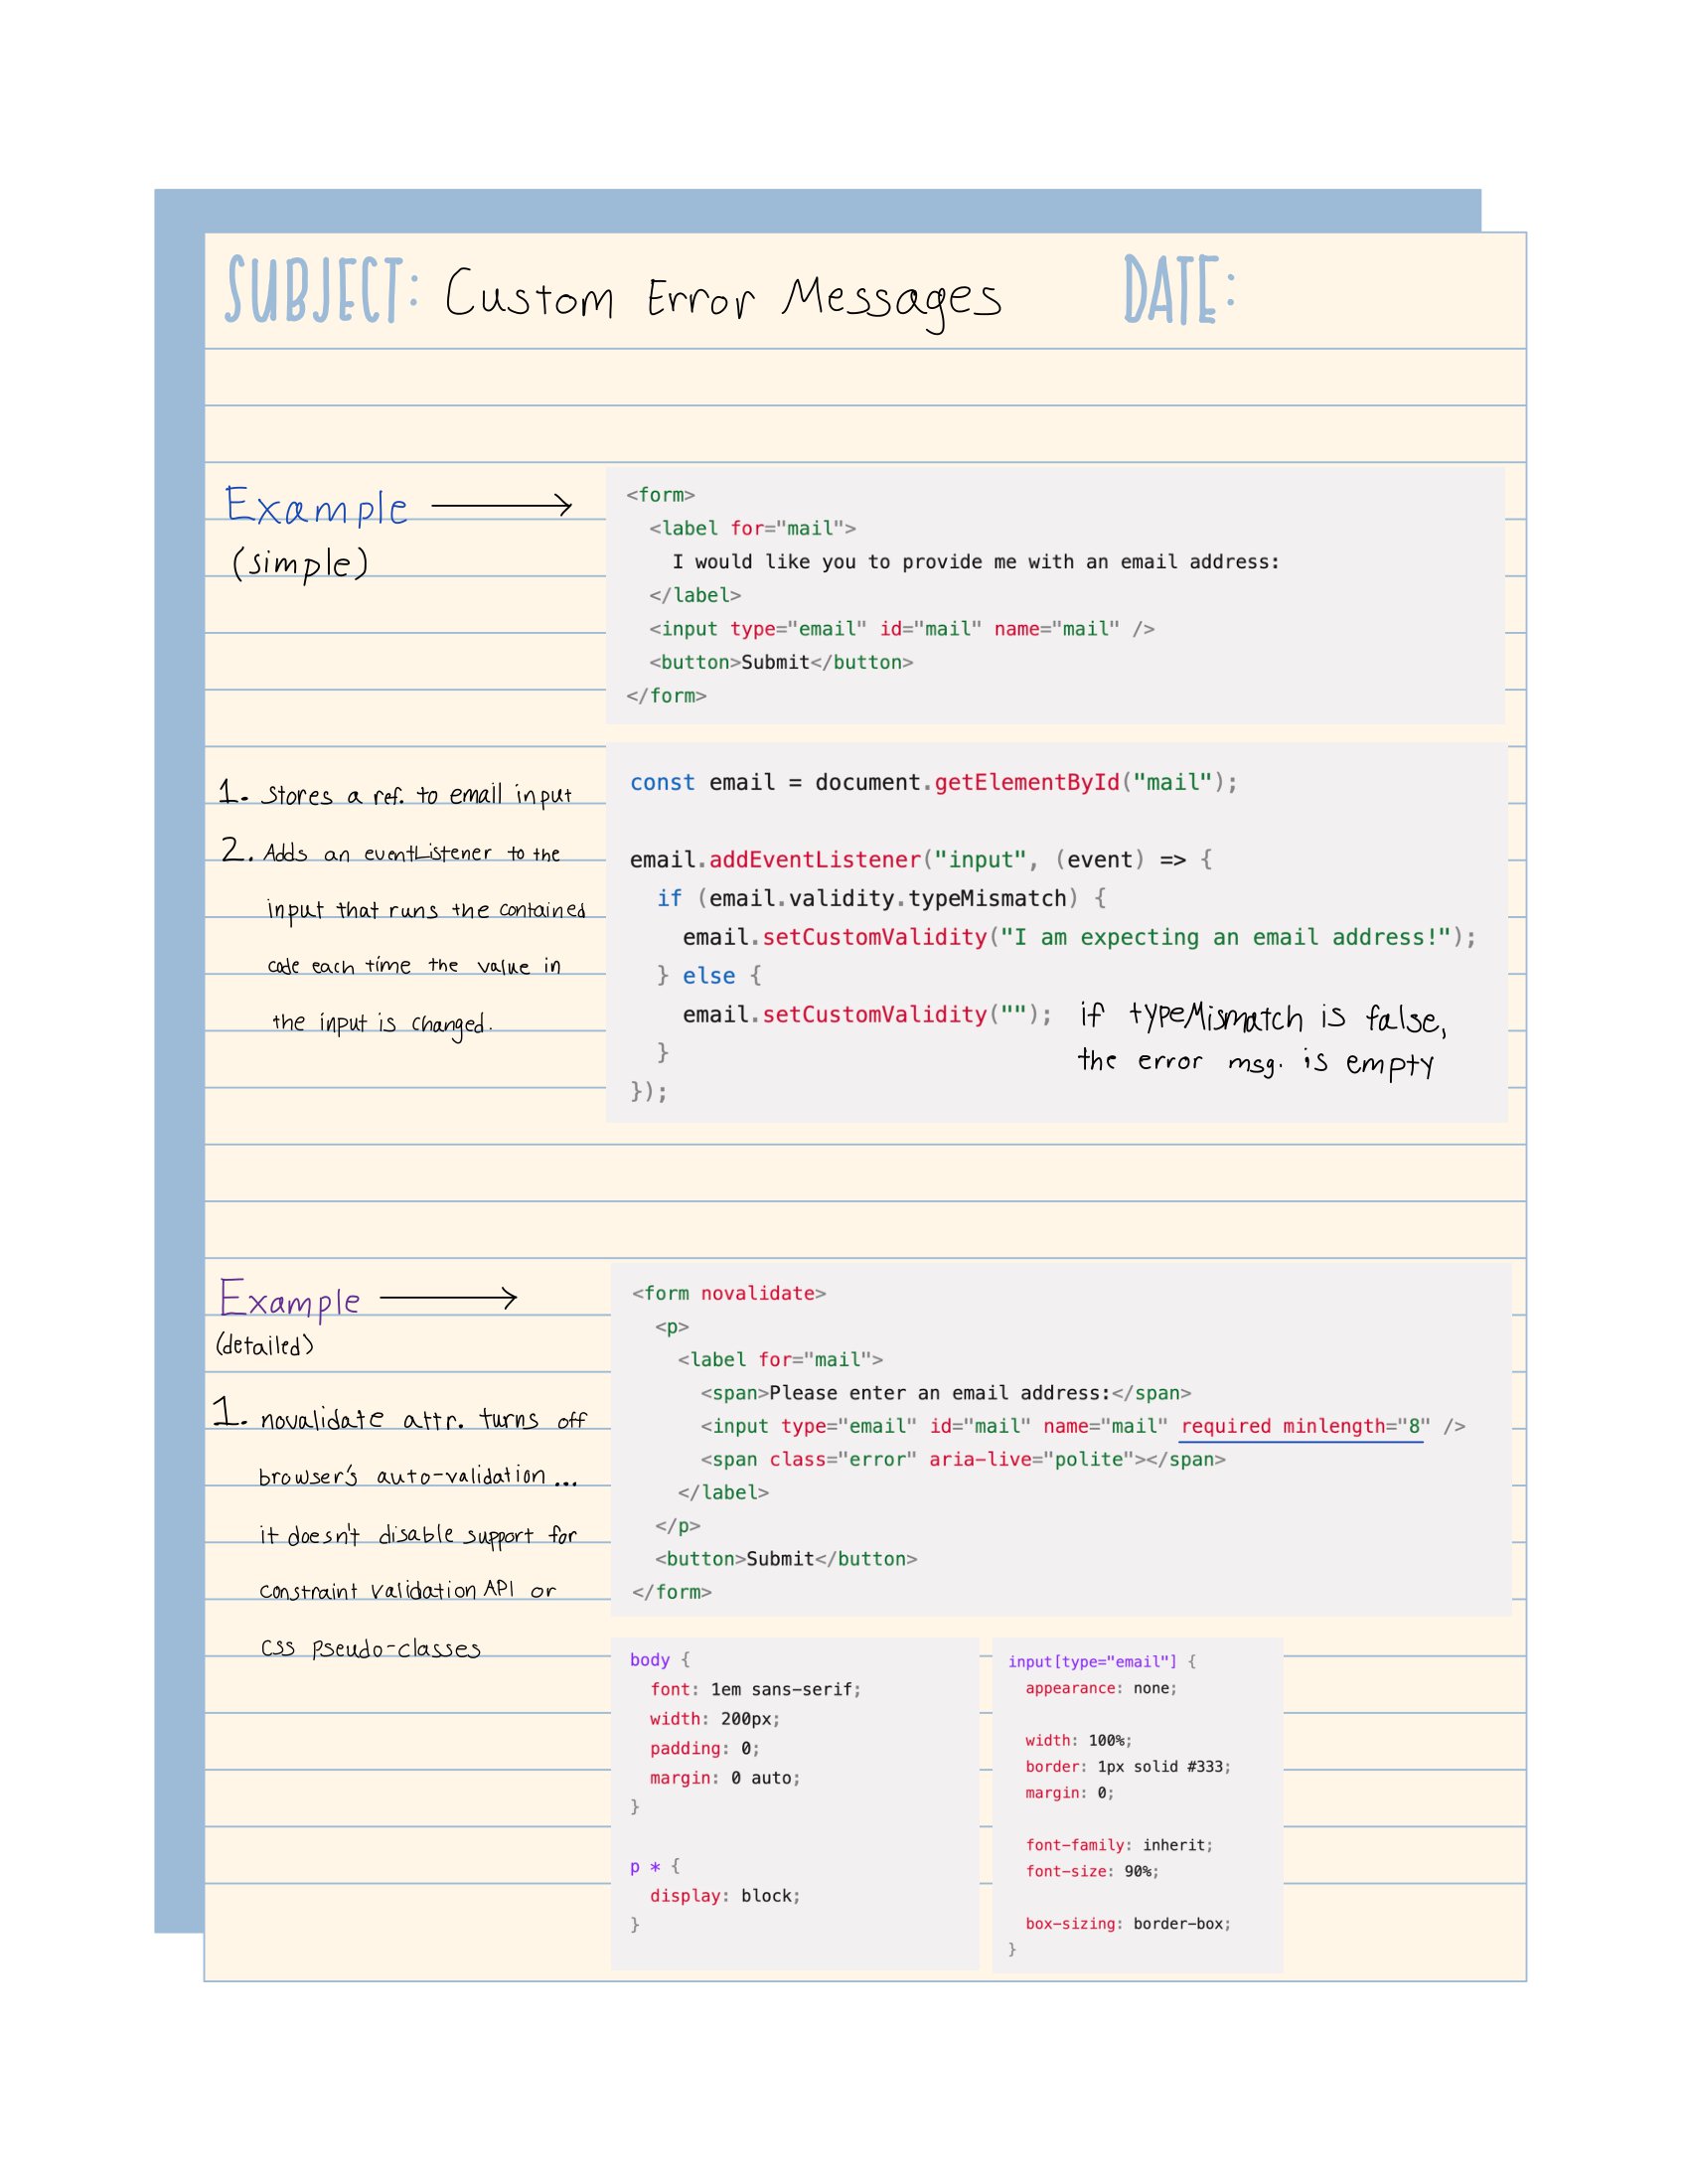 SUBJECT: Custom Error Messages DATE:
Example
(simple)
<form>
<label for="mail">
I would like you to provide me with an email address:
</label>
<input type="email" id="mail" name="mail" />
<button>Submit</button>
</form>
1. Stores a ref. to email input
2. Adds an eventListener to the
input that runs the contained
code each time the value in
the input is changed.
const email = document.getElementById("mail");
email.addEventListener("input", (event) => {
if (email.validity.typeMismatch) {
email.setCustomValidity("I am expecting an email address!");
} else {
email.setCustomValidity("");
}
});
if typeMismatch is false,
the error msg. is empty
Example
(detailed)
1. novalidate attr. turns off
browser's auto-validation...
it doesn't disable support for
constraint validation API or
CSS pseudo-classes
<form novalidate>
<p>
<label for="mail">
<span>Please enter an email address:</span>
<input type="email" id="mail" name="mail" required minlength="8" />
<span class="error" aria-live="polite"></span>
</label>
</p>
<button>Submit</button>
</form>
body {
font: 1em sans-serif;
width: 200px;
padding: 0;
margin: 0 auto;
}
p * {
display: block;
}
input[type="email"] {
appearance: none;
width: 100%;
border: 1px solid #333;
margin: 0;
font-family: inherit;
font-size: 90%;
box-sizing: border-box;
}